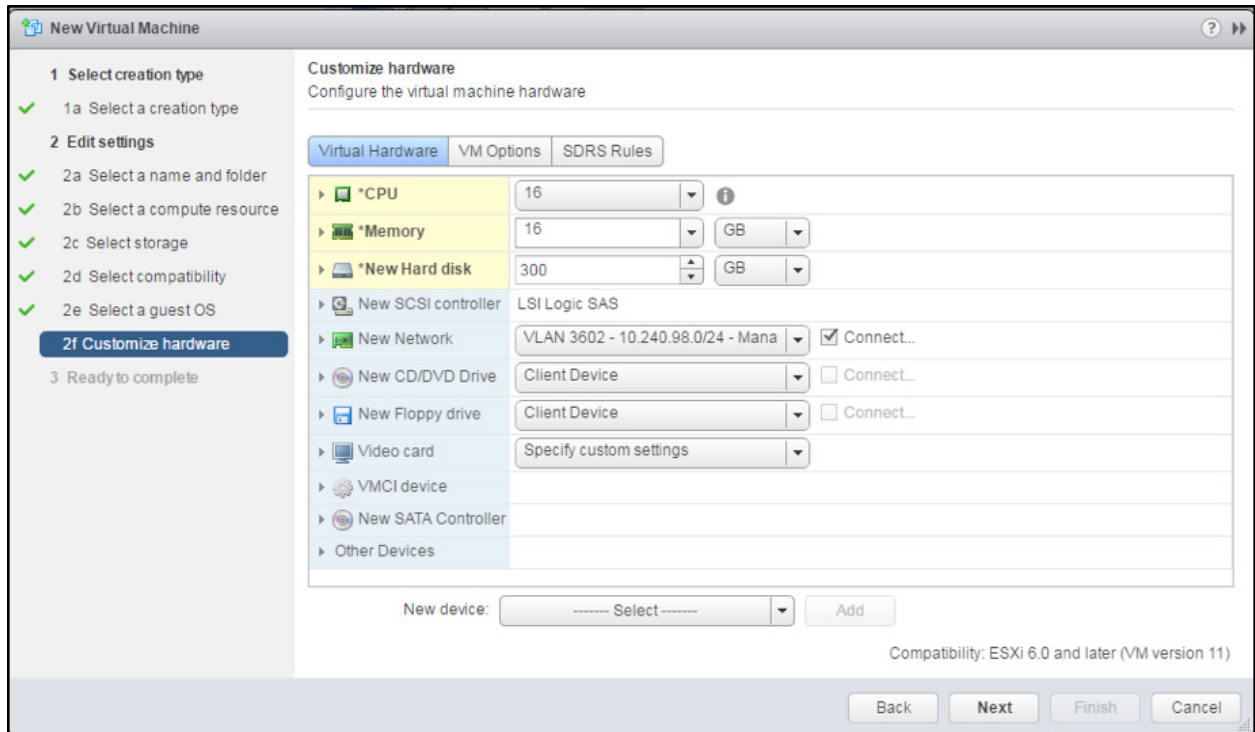 New Virtual Machine
?
1 Select creation type
1a Select a creation type
2 Edit settings
2a Select a name and folder
2b Select a compute resource
2c Select storage
2d Select compatibility
2e Select a guest OS
2f Customize hardware
3 Ready to complete
Customize hardware
Configure the virtual machine hardware
Virtual Hardware VM Options SDRS Rules
*CPU 16
*Memory 16 GB
*New Hard disk 300 GB
New SCSI controller LSI Logic SAS
New Network VLAN 3602 - 10.240.98.0/24 - Mana Connect...
New CD/DVD Drive Client Device Connect...
New Floppy drive Client Device Connect...
Video card Specify custom settings
VMCI device
New SATA Controller
Other Devices
New device: ------- Select ------- Add
Compatibility: ESXi 6.0 and later (VM version 11)
Back Next Finish Cancel